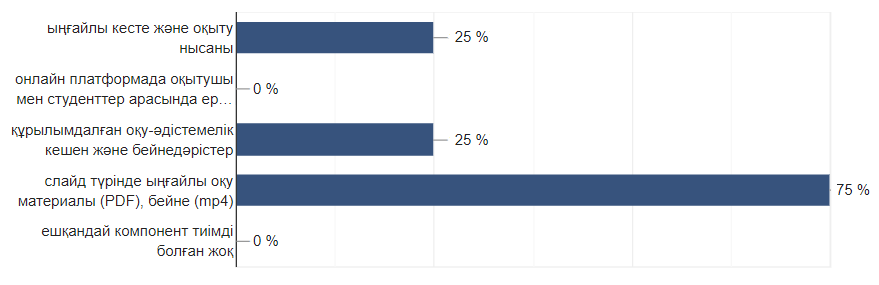 ыңғайлы кесте және оқыту
нысаны
25 %
онлайн платформада оқытушы
мен студенттер арасында ер…
0 %
құрылымдалған оқу-әдістемелік
кешен және бейнедәрістер
25 %
слайд түрінде ыңғайлы оқу
материалы (PDF), бейне (mp4)
75 %
ешқандай компонент тиімді
болған жоқ
0 %